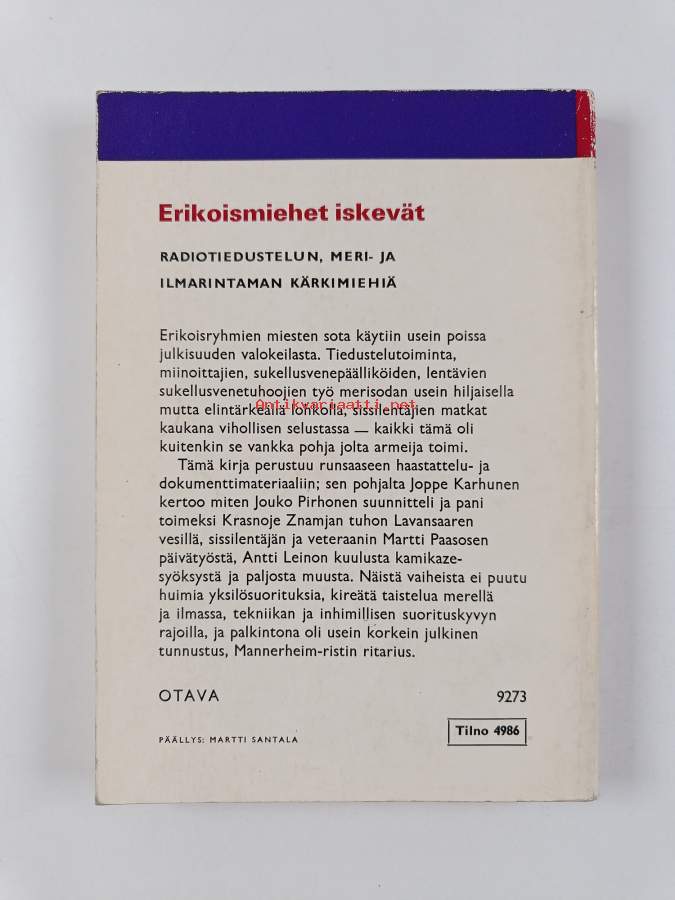 Erikoismiehet iskevät
RADIOTIEDUSTELUN, MERI- JA
ILMARINTAMAN KÄRKIMIEHIÄ
Erikoisryhmien miesten sota käytiin usein poissa
julkisuuden valokeilasta. Tiedustelutoiminta,
miinoittajien, sukellusvenepäälliköiden, lentävien
sukellusvenetuhoojien työ merisodan usein hiljaisella
mutta elintärkeällä lohkolla, sissilentäjien matkat
Antikvariaatti.net
kaukana vihollisen selustassa — kaikki tämä oli
kuitenkin se vankka pohja jolta armeija toimi.
Tämä kirja perustuu runsaaseen haastattelu- ja
dokumenttimateriaaliin; sen pohjalta Joppe Karhunen
kertoo miten Jouko Pirhonen suunnitteli ja pani
toimeksi Krasnoje Znamjan tuhon Lavansaaren
vesillä, sissilentäjän ja veteraanin Martti Paasosen
päivätyöstä, Antti Leinon kuulusta kamikaze-
syöksystä ja paljosta muusta. Näistä vaiheista ei puutu
huimia yksilösuorituksia, kireätä taistelua merellä
ja ilmassa, tekniikan ja inhimillisen suorituskyvyn
rajoilla, ja palkintona oli usein korkein julkinen
tunnustus, Mannerheim-ristin ritarius.
OTAVA 9273
Tilno 4986
PÄÄLLYS: MARTTI SANTALA